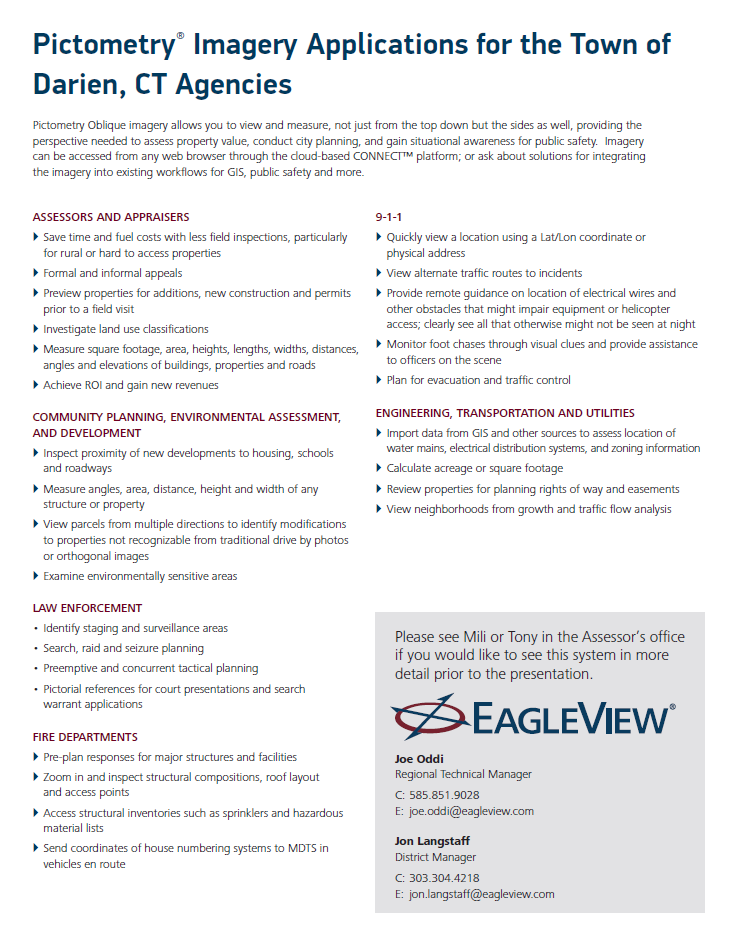 Pictometry® Imagery Applications for the Town of
Darien, CT Agencies
Pictometry Oblique imagery allows you to view and measure, not just from the top down but the sides as well, providing the
perspective needed to assess property value, conduct city planning, and gain situational awareness for public safety.  Imagery
can be accessed from any web browser through the cloud-based CONNECT™ platform; or ask about solutions for integrating
the imagery into existing workflows for GIS, public safety and more.
ASSESSORS AND APPRAISERS
Save time and fuel costs with less field inspections, particularly
for rural or hard to access properties
Formal and informal appeals
Preview properties for additions, new construction and permits
prior to a field visit
Investigate land use classifications
Measure square footage, area, heights, lengths, widths, distances,
angles and elevations of buildings, properties and roads
Achieve ROI and gain new revenues
COMMUNITY PLANNING, ENVIRONMENTAL ASSESSMENT,
AND DEVELOPMENT
Inspect proximity of new developments to housing, schools
and roadways
Measure angles, area, distance, height and width of any
structure or property
View parcels from multiple directions to identify modifications
to properties not recognizable from traditional drive by photos
or orthogonal images
Examine environmentally sensitive areas
LAW ENFORCEMENT
• Identify staging and surveillance areas
• Search, raid and seizure planning
• Preemptive and concurrent tactical planning
• Pictorial references for court presentations and search
warrant applications
FIRE DEPARTMENTS
Pre-plan responses for major structures and facilities
Zoom in and inspect structural compositions, roof layout
and access points
Access structural inventories such as sprinklers and hazardous
material lists
Send coordinates of house numbering systems to MDTS in
vehicles en route
9-1-1
Quickly view a location using a Lat/Lon coordinate or
physical address
View alternate traffic routes to incidents
Provide remote guidance on location of electrical wires and
other obstacles that might impair equipment or helicopter
access; clearly see all that otherwise might not be seen at night
Monitor foot chases through visual clues and provide assistance
to officers on the scene
Plan for evacuation and traffic control
ENGINEERING, TRANSPORTATION AND UTILITIES
Import data from GIS and other sources to assess location of
water mains, electrical distribution systems, and zoning information
Calculate acreage or square footage
Review properties for planning rights of way and easements
View neighborhoods from growth and traffic flow analysis
Please see Mili or Tony in the Assessor's office
if you would like to see this system in more
detail prior to the presentation.
EAGLEVIEW®
Joe Oddi
Regional Technical Manager
C: 585.851.9028
E: joe.oddi@eagleview.com
Jon Langstaff
District Manager
C: 303.304.4218
E: jon.langstaff@eagleview.com